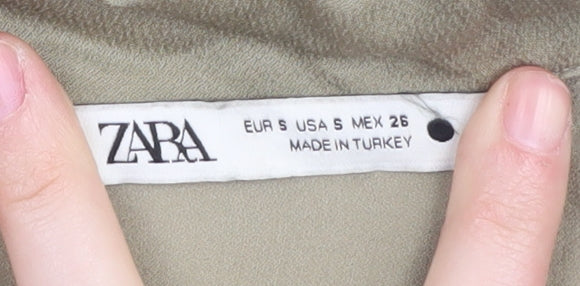 ZARA
EUR S USA S MEX 26
MADE IN TURKEY